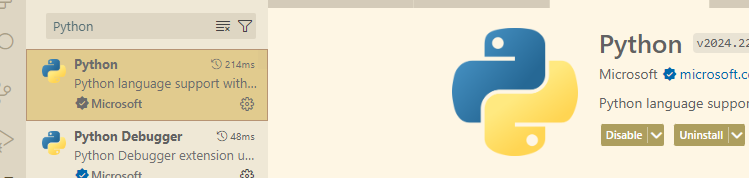 Python
Python
214ms
Python language support with...
Microsoft
Python Debugger
48ms
Python Debugger extension u...
Microsoft
Python
v2024.22
Microsoft
microsoft.co
Python language suppor
Disable
Uninstall